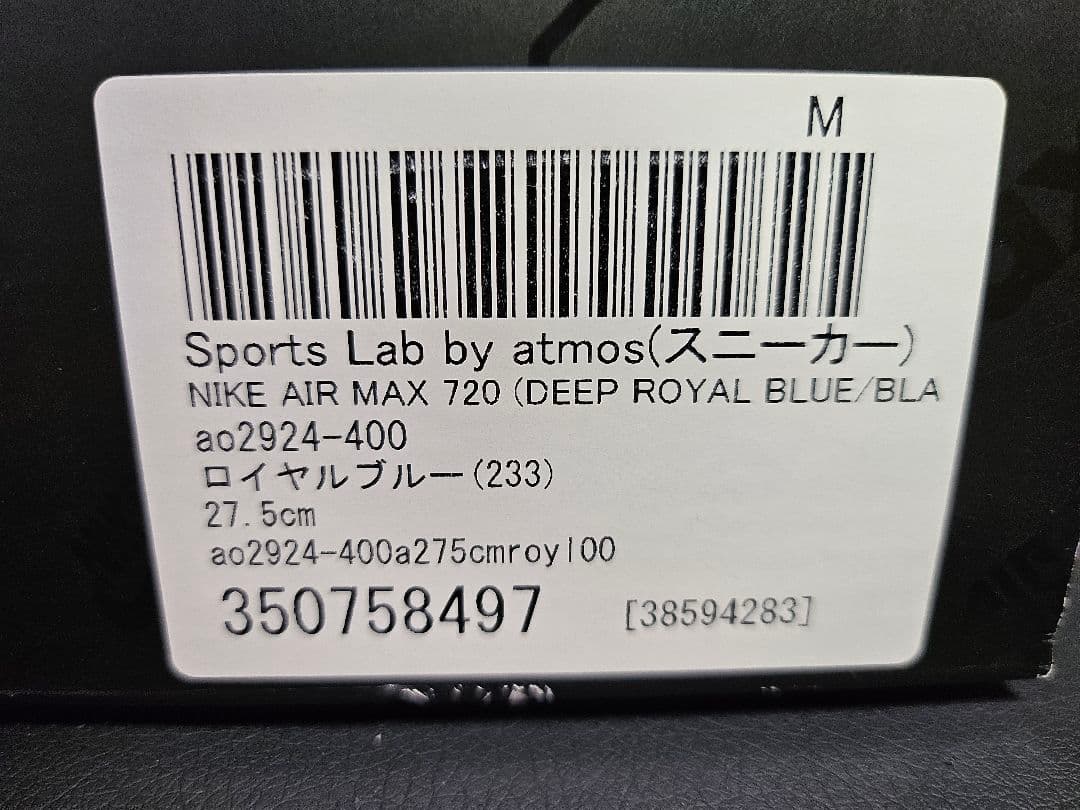 M
Sports Lab by atmos(スニーカー)
NIKE AIR MAX 720 (DEEP ROYAL BLUE/BLA
ao2924-400
ロイヤルブルー(233)
27.5cm
ao2924-400a275cmroyl00
350758497 [38594283]